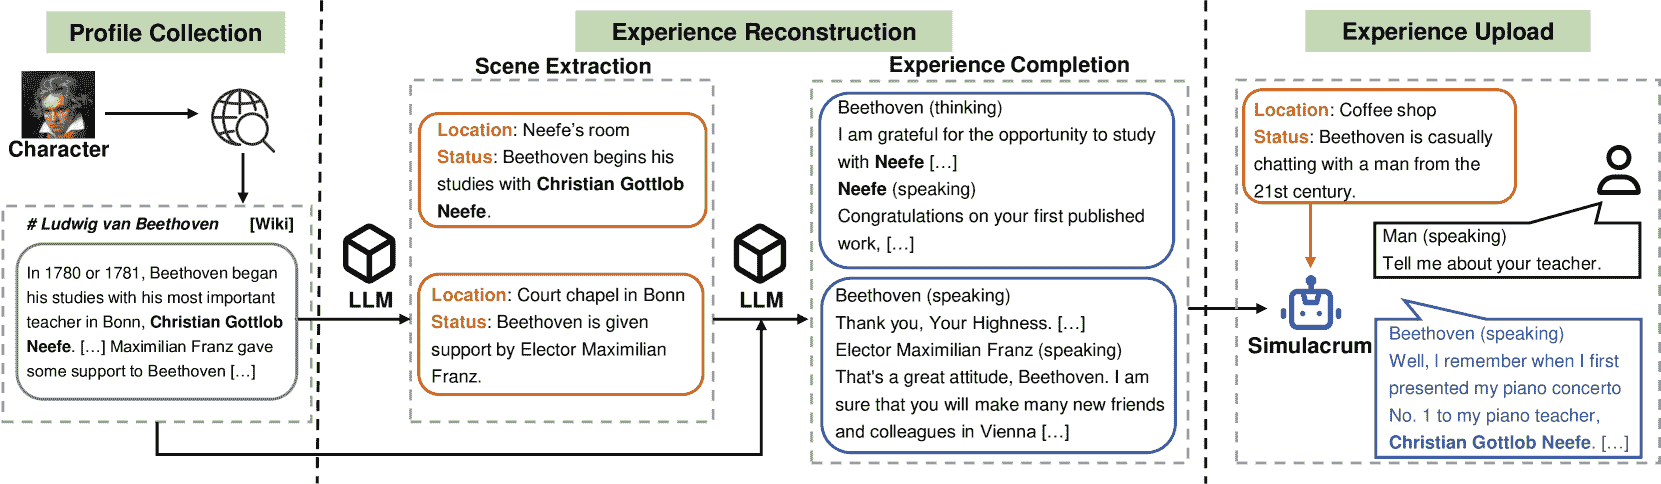 Profile Collection
Character
# Ludwig van Beethoven [Wiki]
In 1780 or 1781, Beethoven began
his studies with his most important
teacher in Bonn, Christian Gottlob
Neefe. […] Maximilian Franz gave
some support to Beethoven […]
Experience Reconstruction
Scene Extraction
LLM
Location: Neefe's room
Status: Beethoven begins his
studies with Christian Gottlob
Neefe.
Location: Court chapel in Bonn
Status: Beethoven is given
support by Elector Maximilian
Franz.
LLM
Experience Completion
Beethoven (thinking)
I am grateful for the opportunity to study
with Neefe […]
Neefe (speaking)
Congratulations on your first published
work, […]
Beethoven (speaking)
Thank you, Your Highness. […]
Elector Maximilian Franz (speaking)
That's a great attitude, Beethoven. I am
sure that you will make many new friends
and colleagues in Vienna […]
Experience Upload
Location: Coffee shop
Status: Beethoven is casually
chatting with a man from the
21st century.
Man (speaking)
Tell me about your teacher.
Simulacrum
Beethoven (speaking)
Well, I remember when I first
presented my piano concerto
No. 1 to my piano teacher,
Christian Gottlob Neefe. […]